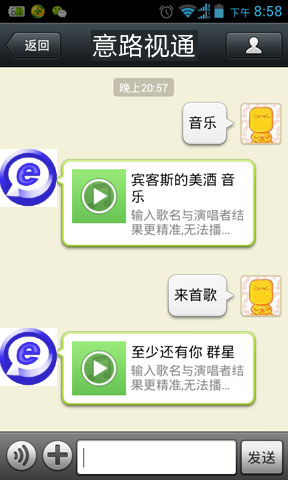 下午 8:58
返回
意路视通
晚上20:57
音乐
宾客斯的美酒 音
乐
输入歌名与演唱者结
果更精准,无法播...
来首歌
至少还有你 群星
输入歌名与演唱者结
果更精准,无法播...
发送